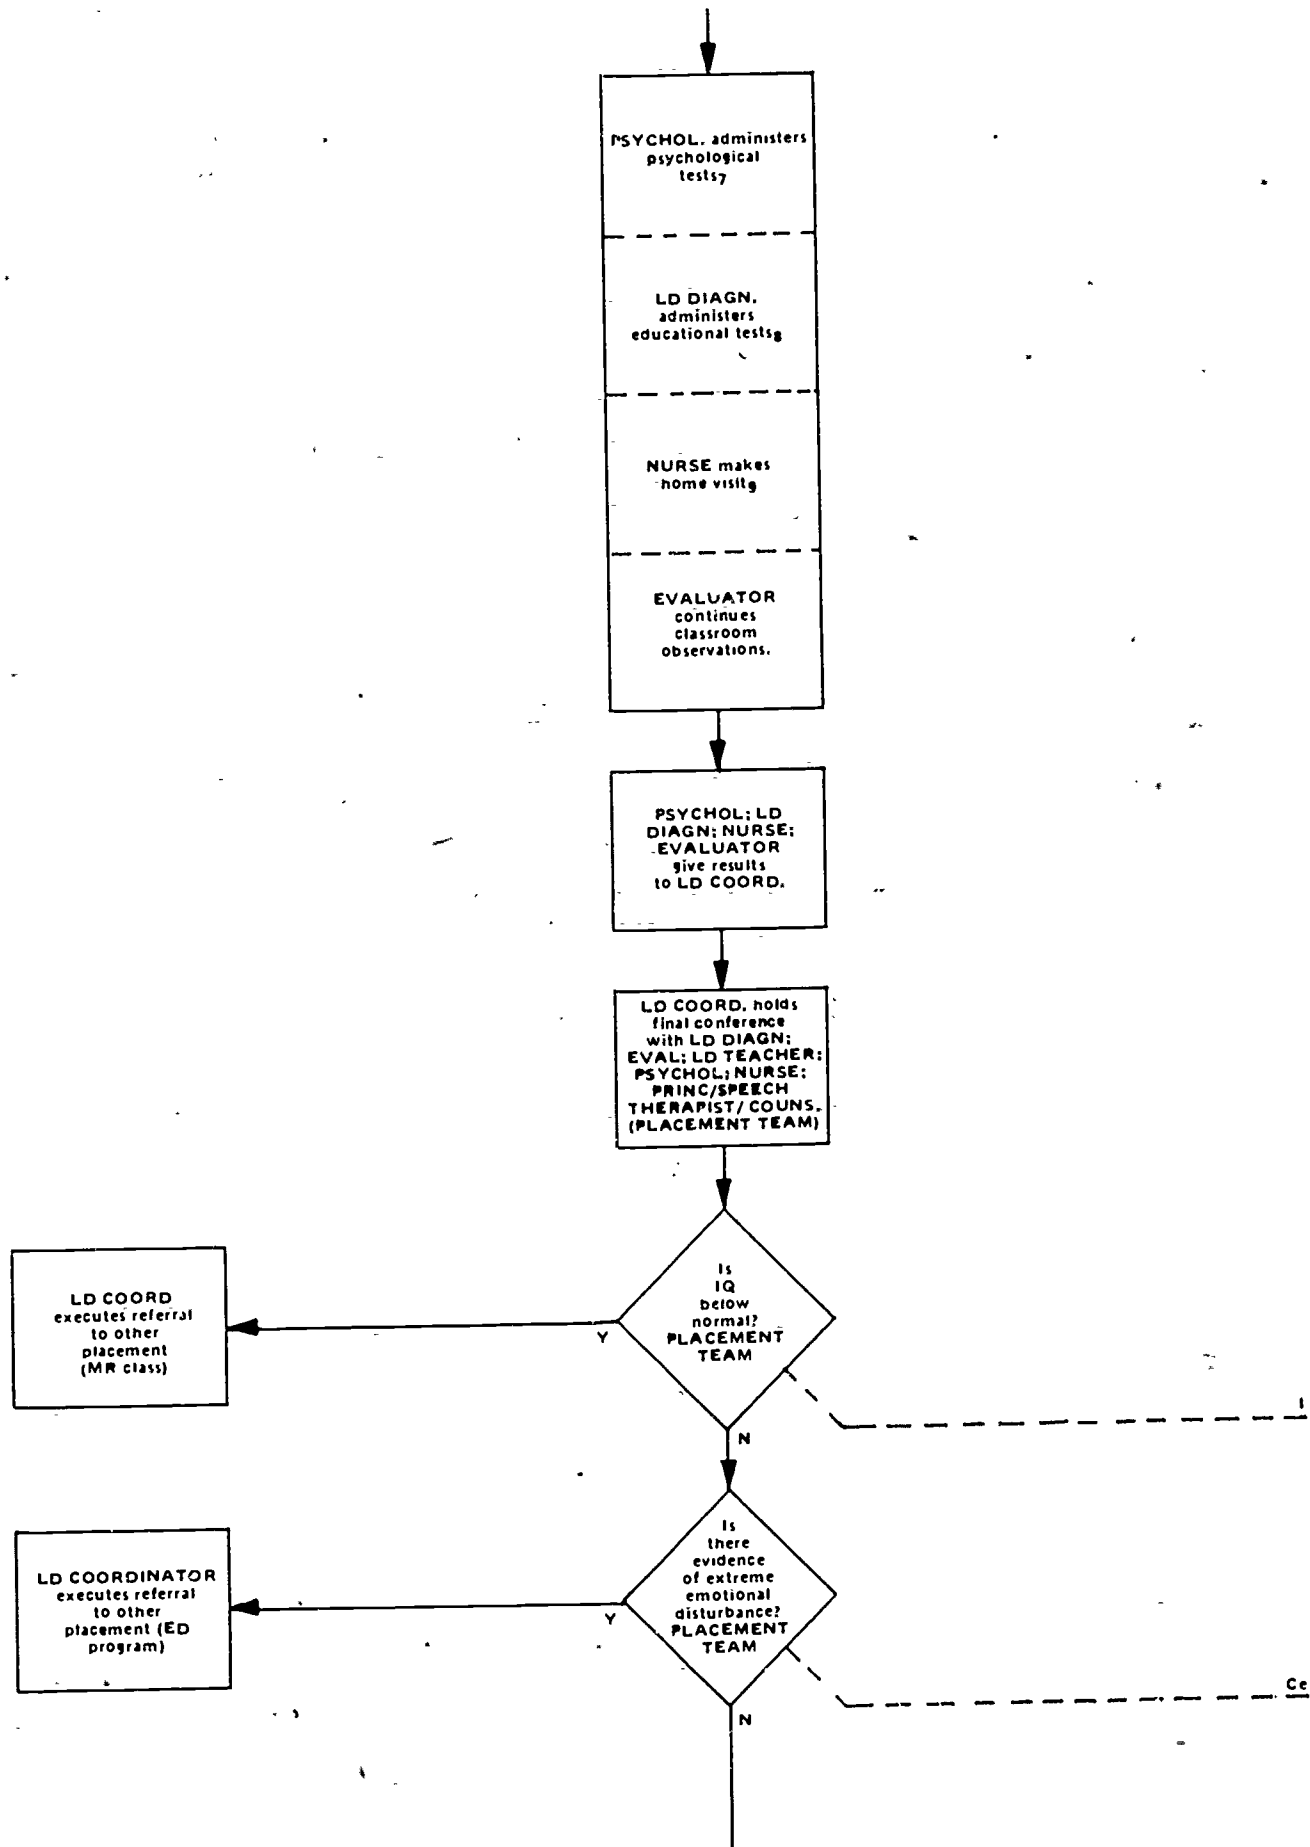 PSYCHOL. administers
psychological
tests7
LD DIAGN.
administers
educational tests8
NURSE makes
home visit9
EVALUATOR
continues
classroom
observations.
PSYCHOL; LD
DIAGN; NURSE;
EVALUATOR
give results
to LD COORD.
LD COORD. holds
final conference
with LD DIAGN;
EVAL; LD TEACHER;
PSYCHOL; NURSE;
PRINC/SPEECH
THERAPIST/ COUNS.
(PLACEMENT TEAM)
Is
IQ
below
normal?
PLACEMENT
TEAM
Y
LD COORD
executes referral
to other
placement
(MR class)
I
N
Is
there
evidence
of extreme
emotional
disturbance?
PLACEMENT
TEAM
Y
LD COORDINATOR
executes referral
to other
placement (ED
program)
Ce
N